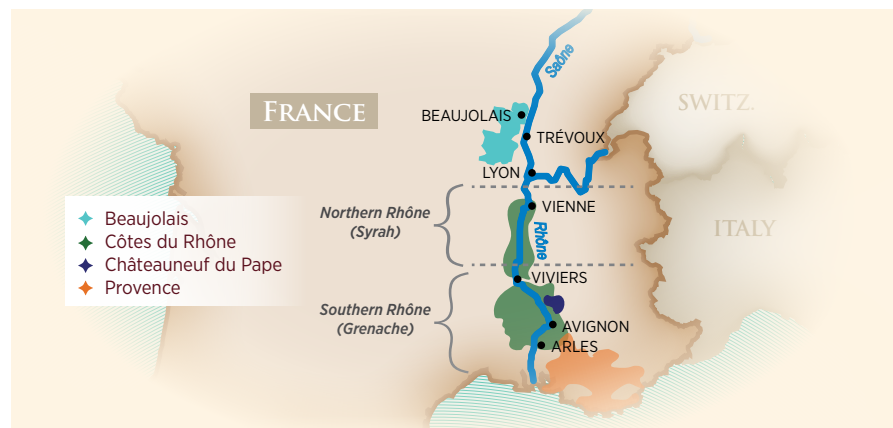 Saône
SWITZ.
FRANCE
BEAUJOLAIS
TRÉVOUX
LYON
Northern Rhône
(Syrah)
VIENNE
Rhône
ITALY
Beaujolais
Côtes du Rhône
Châteauneuf du Pape
Provence
VIVIERS
Southern Rhône
(Grenache)
AVIGNON
ARLES